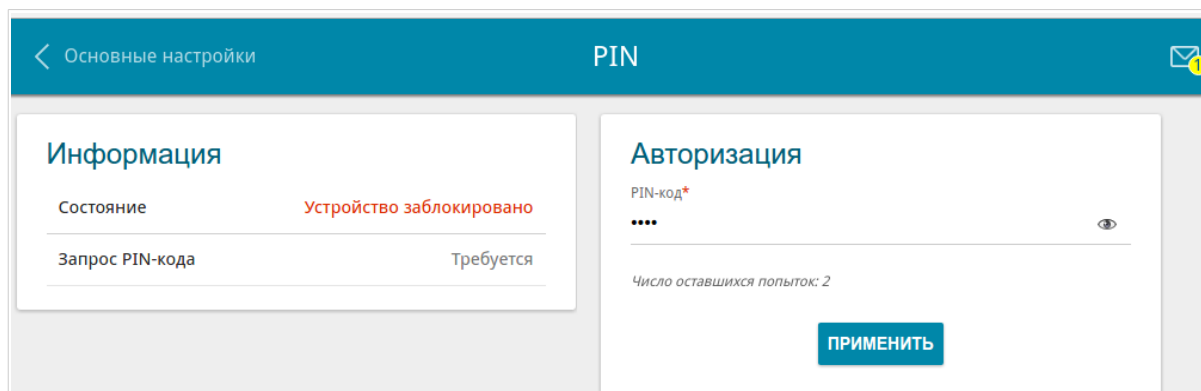 Основные настройки
PIN
1
Информация
Состояние Устройство заблокировано
Запрос PIN-кода Требуется
Авторизация
PIN-код*
••••
Число оставшихся попыток: 2
ПРИМЕНИТЬ